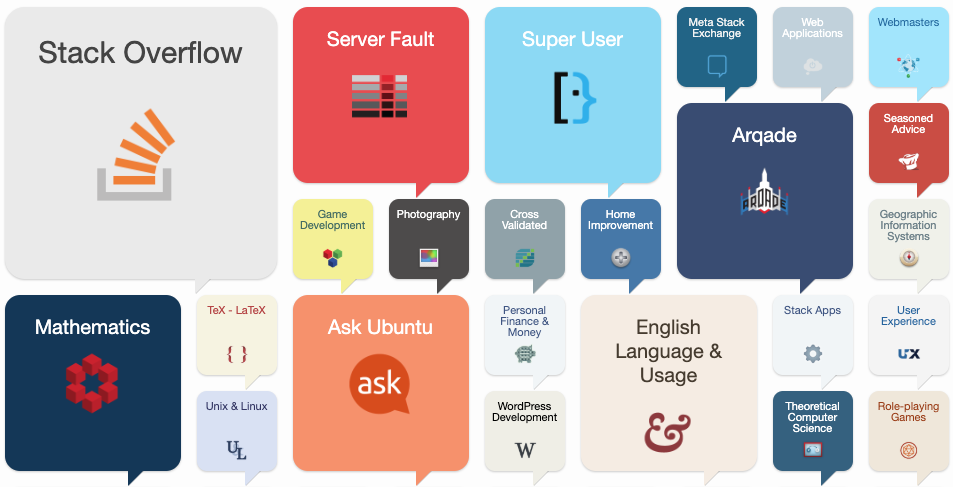 Stack Overflow
Server Fault
Super User
Meta Stack
Exchange
Web
Applications
Webmasters
Arqade
ARQADE
Seasoned
Advice
Game
Development
Photography
Cross
Validated
Home
Improvement
Geographic
Information
Systems
Mathematics
TeX - LaTeX
{ }
Ask Ubuntu
ask
Personal
Finance &
Money
English
Language &
Usage
&
Stack Apps
User
Experience
UX
Unix & Linux
UL
WordPress
Development
W
Theoretical
Computer
Science
Role-playing
Games